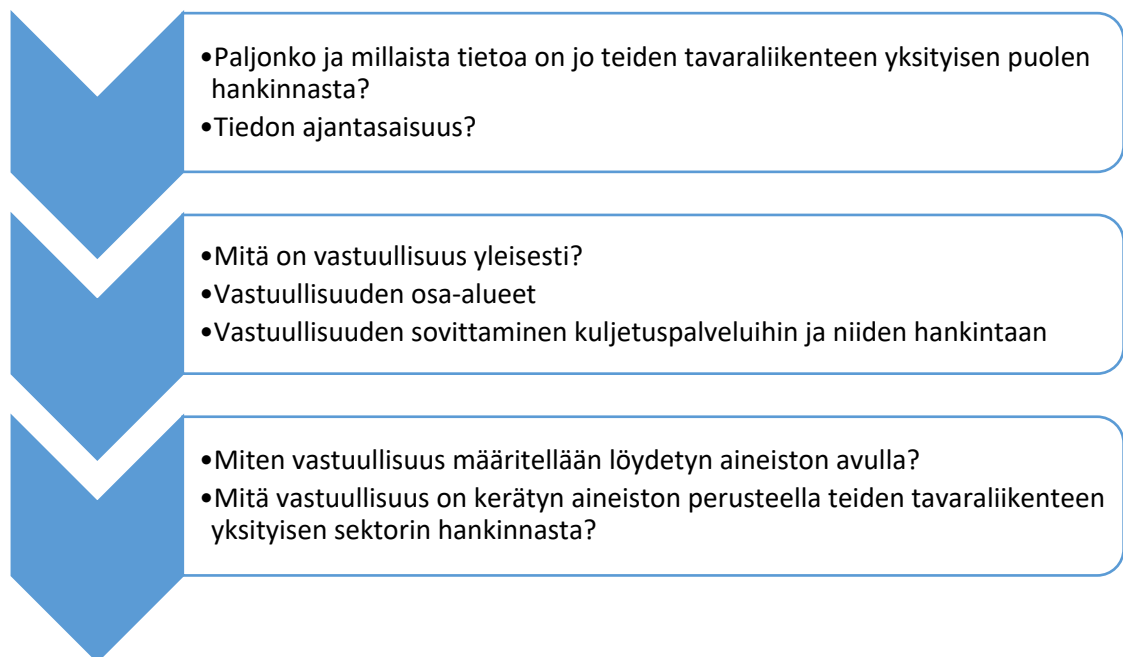 •Paljonko ja millaista tietoa on jo teiden tavaraliikenteen yksityisen puolen
hankinnasta?
•Tiedon ajantasaisuus?
•Mitä on vastuullisuus yleisesti?
•Vastuullisuuden osa-alueet
•Vastuullisuuden sovittaminen kuljetuspalveluihin ja niiden hankintaan
•Miten vastuullisuus määritellään löydetyn aineiston avulla?
•Mitä vastuullisuus on kerätyn aineiston perusteella teiden tavaraliikenteen
yksityisen sektorin hankinnasta?